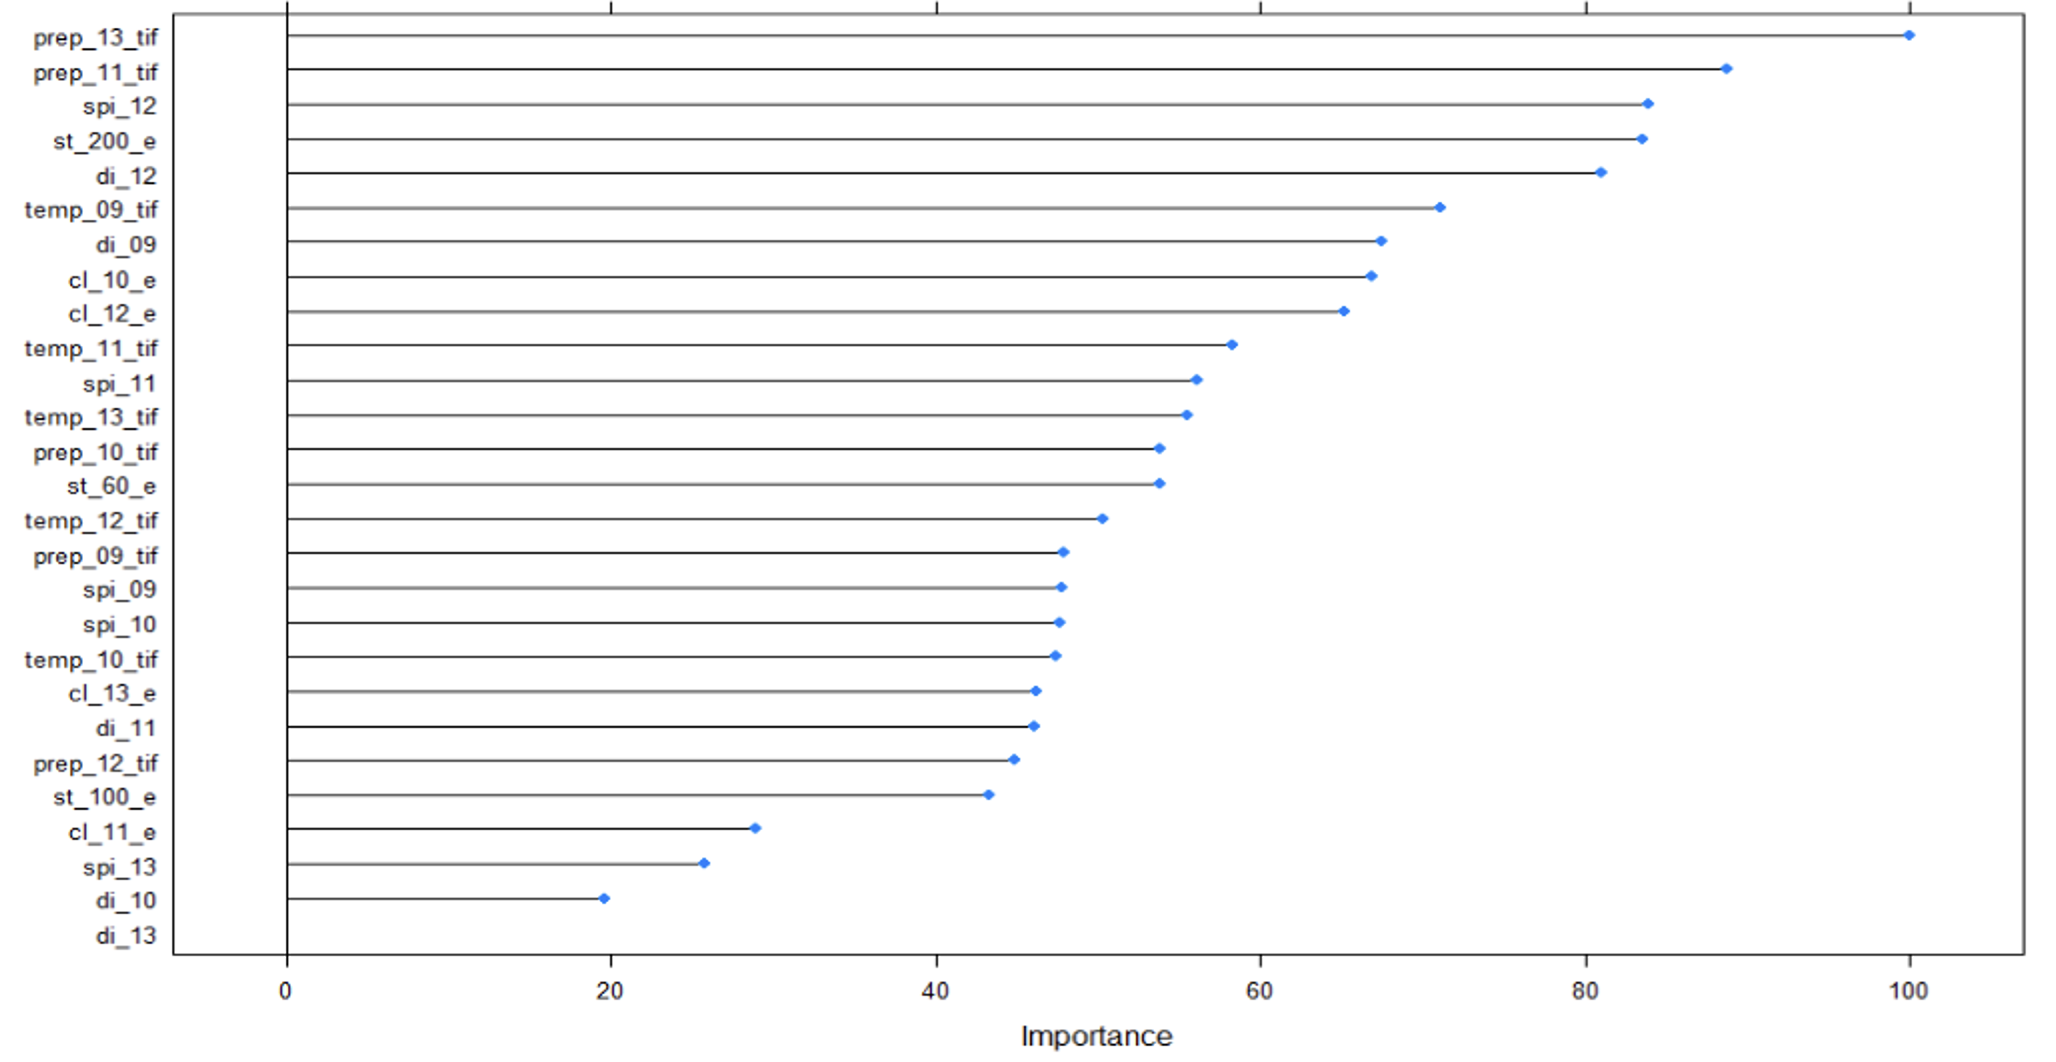 prep_13_tif
prep_11_tif
spi_12
st_200_e
di_12
temp_09_tif
di_09
cl_10_e
cl_12_e
temp_11_tif
spi_11
temp_13_tif
prep_10_tif
st_60_e
temp_12_tif
prep_09_tif
spi_09
spi_10
temp_10_tif
cl_13_e
di_11
prep_12_tif
st_100_e
cl_11_e
spi_13
di_10
di_13
0 20 40 60 80 100
Importance